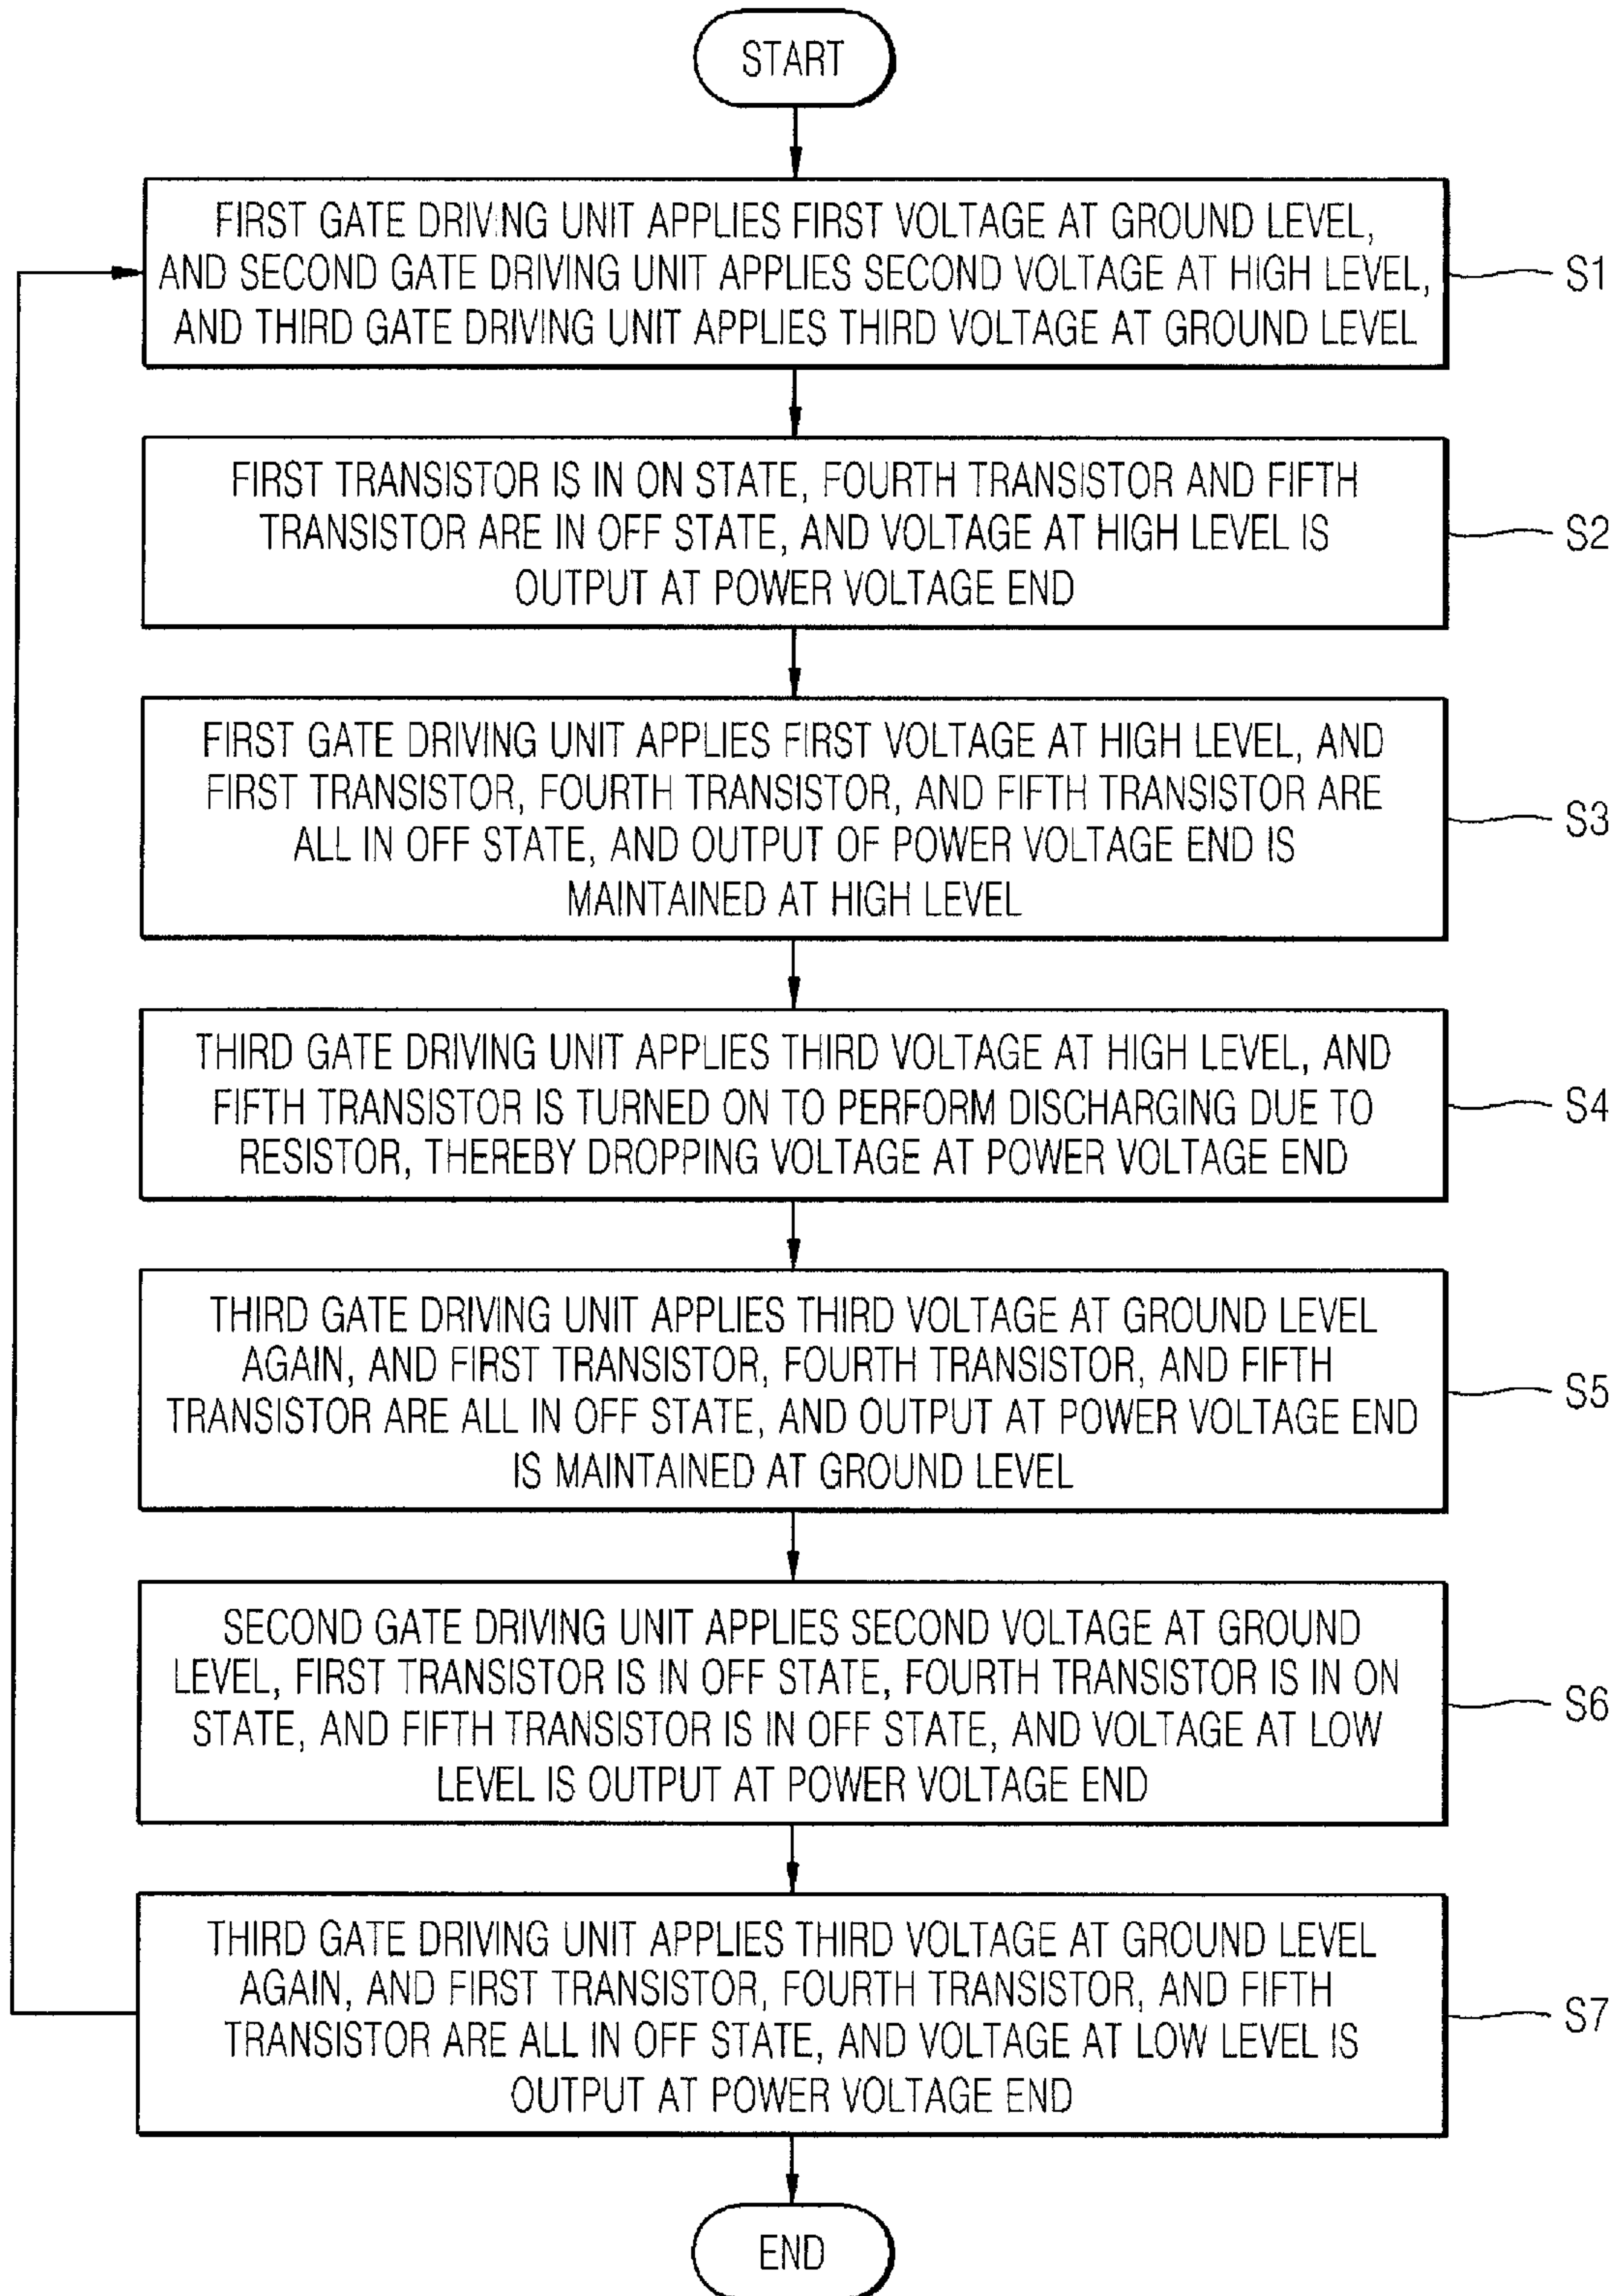 START
FIRST GATE DRIVING UNIT APPLIES FIRST VOLTAGE AT GROUND LEVEL,
AND SECOND GATE DRIVING UNIT APPLIES SECOND VOLTAGE AT HIGH LEVEL,
AND THIRD GATE DRIVING UNIT APPLIES THIRD VOLTAGE AT GROUND LEVEL
S1
FIRST TRANSISTOR IS IN ON STATE, FOURTH TRANSISTOR AND FIFTH
TRANSISTOR ARE IN OFF STATE, AND VOLTAGE AT HIGH LEVEL IS
OUTPUT AT POWER VOLTAGE END
S2
FIRST GATE DRIVING UNIT APPLIES FIRST VOLTAGE AT HIGH LEVEL, AND
FIRST TRANSISTOR, FOURTH TRANSISTOR, AND FIFTH TRANSISTOR ARE
ALL IN OFF STATE, AND OUTPUT OF POWER VOLTAGE END IS
MAINTAINED AT HIGH LEVEL
S3
THIRD GATE DRIVING UNIT APPLIES THIRD VOLTAGE AT HIGH LEVEL, AND
FIFTH TRANSISTOR IS TURNED ON TO PERFORM DISCHARGING DUE TO
RESISTOR, THEREBY DROPPING VOLTAGE AT POWER VOLTAGE END
S4
THIRD GATE DRIVING UNIT APPLIES THIRD VOLTAGE AT GROUND LEVEL
AGAIN, AND FIRST TRANSISTOR, FOURTH TRANSISTOR, AND FIFTH
TRANSISTOR ARE ALL IN OFF STATE, AND OUTPUT AT POWER VOLTAGE END
IS MAINTAINED AT GROUND LEVEL
S5
SECOND GATE DRIVING UNIT APPLIES SECOND VOLTAGE AT GROUND
LEVEL, FIRST TRANSISTOR IS IN OFF STATE, FOURTH TRANSISTOR IS IN ON
STATE, AND FIFTH TRANSISTOR IS IN OFF STATE, AND VOLTAGE AT LOW
LEVEL IS OUTPUT AT POWER VOLTAGE END
S6
THIRD GATE DRIVING UNIT APPLIES THIRD VOLTAGE AT GROUND LEVEL
AGAIN, AND FIRST TRANSISTOR, FOURTH TRANSISTOR, AND FIFTH
TRANSISTOR ARE ALL IN OFF STATE, AND VOLTAGE AT LOW LEVEL IS
OUTPUT AT POWER VOLTAGE END
S7
END